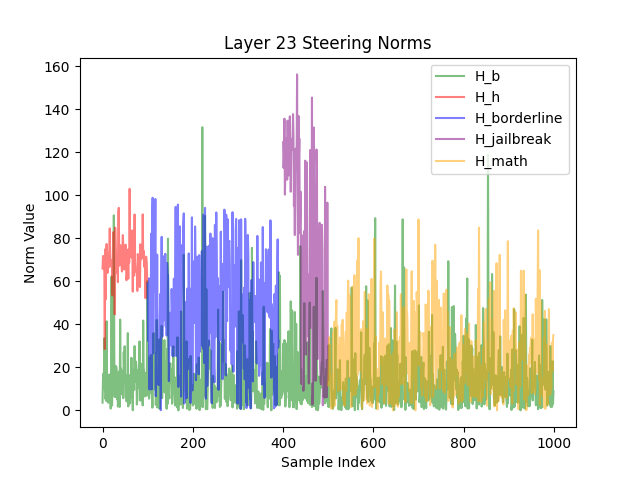 Layer 23 Steering Norms
160
140
120
100
80
60
40
20
0
Norm Value
H_b
H_h
H_borderline
H_jailbreak
H_math
0 200 400 600 800 1000
Sample Index